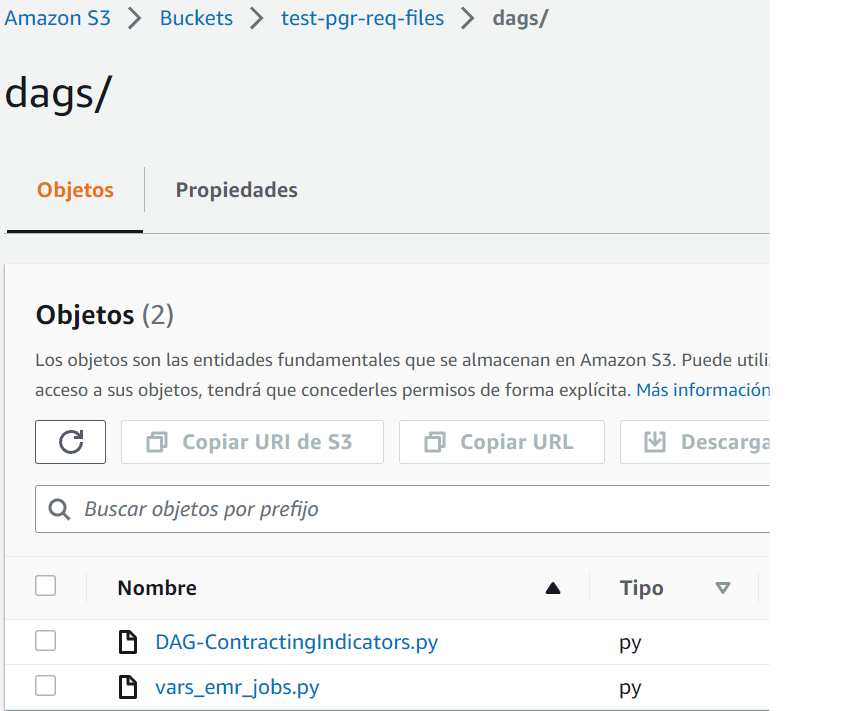 Amazon S3 > Buckets > test-pgr-req-files > dags/
dags/
Objetos Propiedades
Objetos (2)
Los objetos son las entidades fundamentales que se almacenan en Amazon S3. Puede utili
acceso a sus objetos, tendrá que concederles permisos de forma explícita. Más información
Copiar URI de S3 Copiar URL Descarga
Buscar objetos por prefijo
Nombre Tipo
DAG-ContractingIndicators.py py
vars_emr_jobs.py py